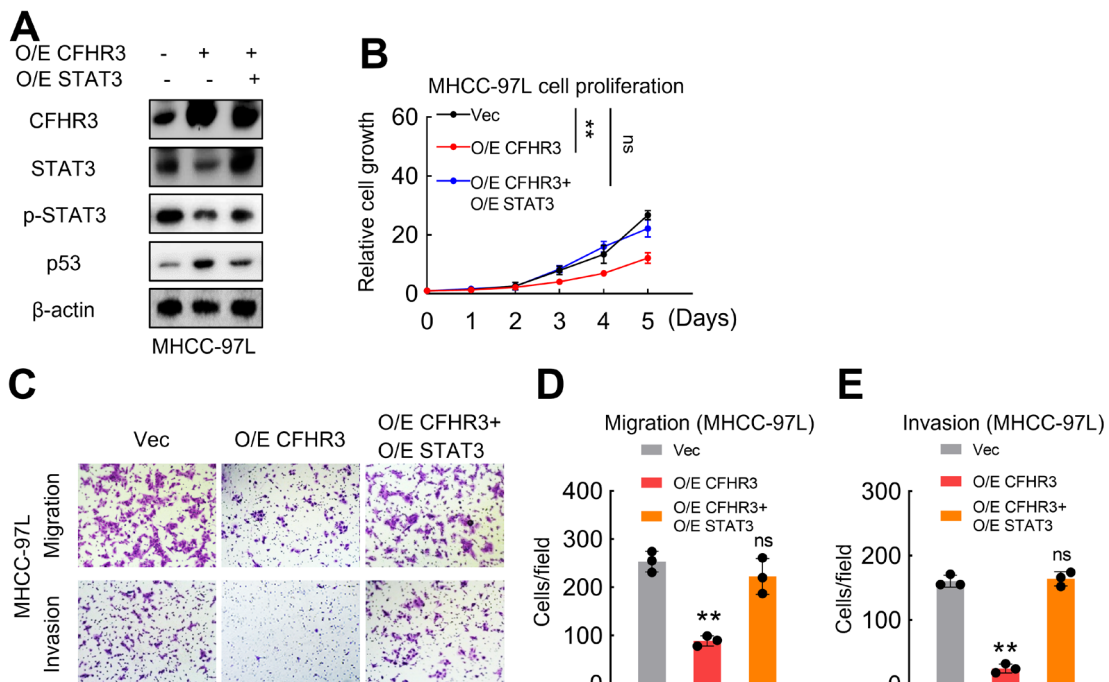 A
O/E CFHR3 - + +
O/E STAT3 - - +
CFHR3
STAT3
p-STAT3
p53
β-actin
MHCC-97L
B
MHCC-97L cell proliferation
Relative cell growth
60
40
20
0
Vec
O/E CFHR3
O/E CFHR3+
O/E STAT3
**
ns
0 1 2 3 4 5 (Days)
C
Vec
O/E CFHR3
O/E CFHR3+
O/E STAT3
MHCC-97L
Migration
Invasion
D
Migration (MHCC-97L)
Vec
O/E CFHR3
O/E CFHR3+
O/E STAT3
Cells/field
400
300
200
100
0
**
ns
E
Invasion (MHCC-97L)
Vec
O/E CFHR3
O/E CFHR3+
O/E STAT3
Cells/field
300
200
100
0
**
ns